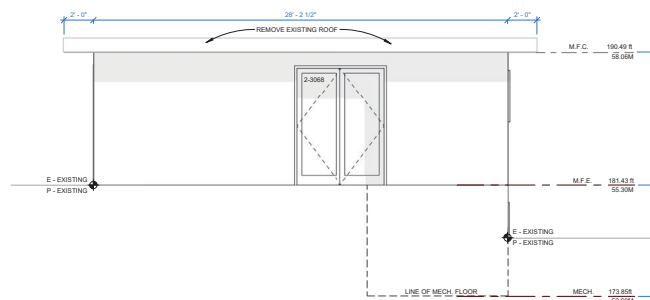 2' - 0"
28' - 2 1/2"
2' - 0"
REMOVE EXISTING ROOF
M.F.C. 190.49 ft
58.06M
2-3068
E - EXISTING
P - EXISTING
M.F.E. 181.43 ft
55.30M
E - EXISTING
P - EXISTING
LINE OF MECH. FLOOR
MECH. 173.85ft